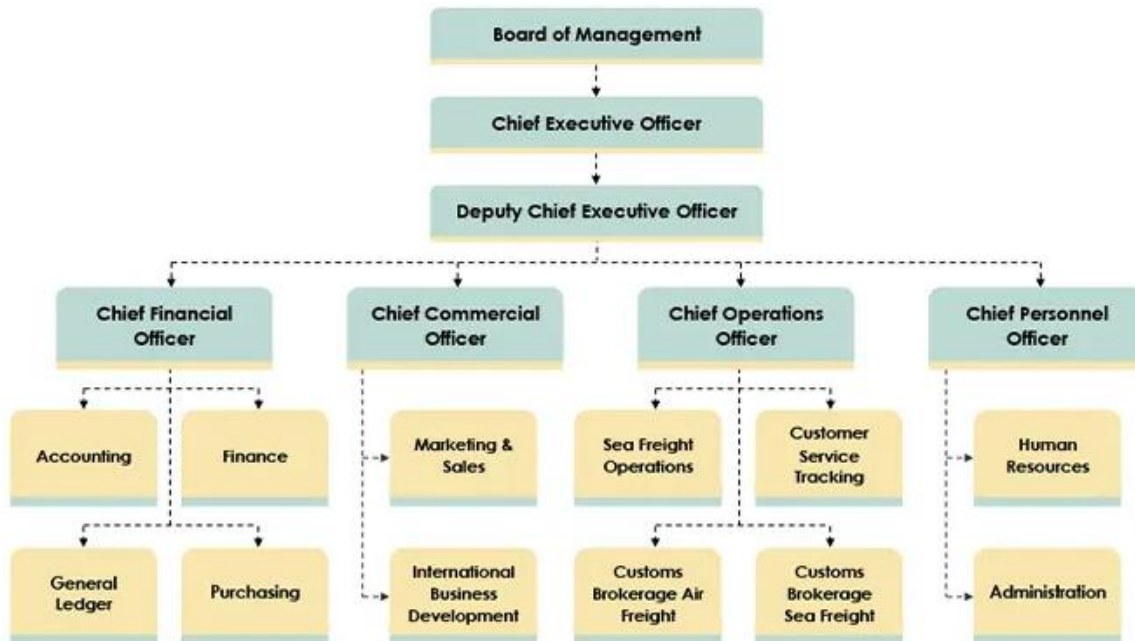 Board of Management
Chief Executive Officer
Deputy Chief Executive Officer
Chief Financial
Officer
Chief Commercial
Officer
Chief Operations
Officer
Chief Personnel
Officer
Accounting
Finance
Marketing &
Sales
Sea Freight
Operations
Customer
Service
Tracking
Human
Resources
General
Ledger
Purchasing
International
Business
Development
Customs
Brokerage Air
Freight
Customs
Brokerage
Sea Freight
Administration